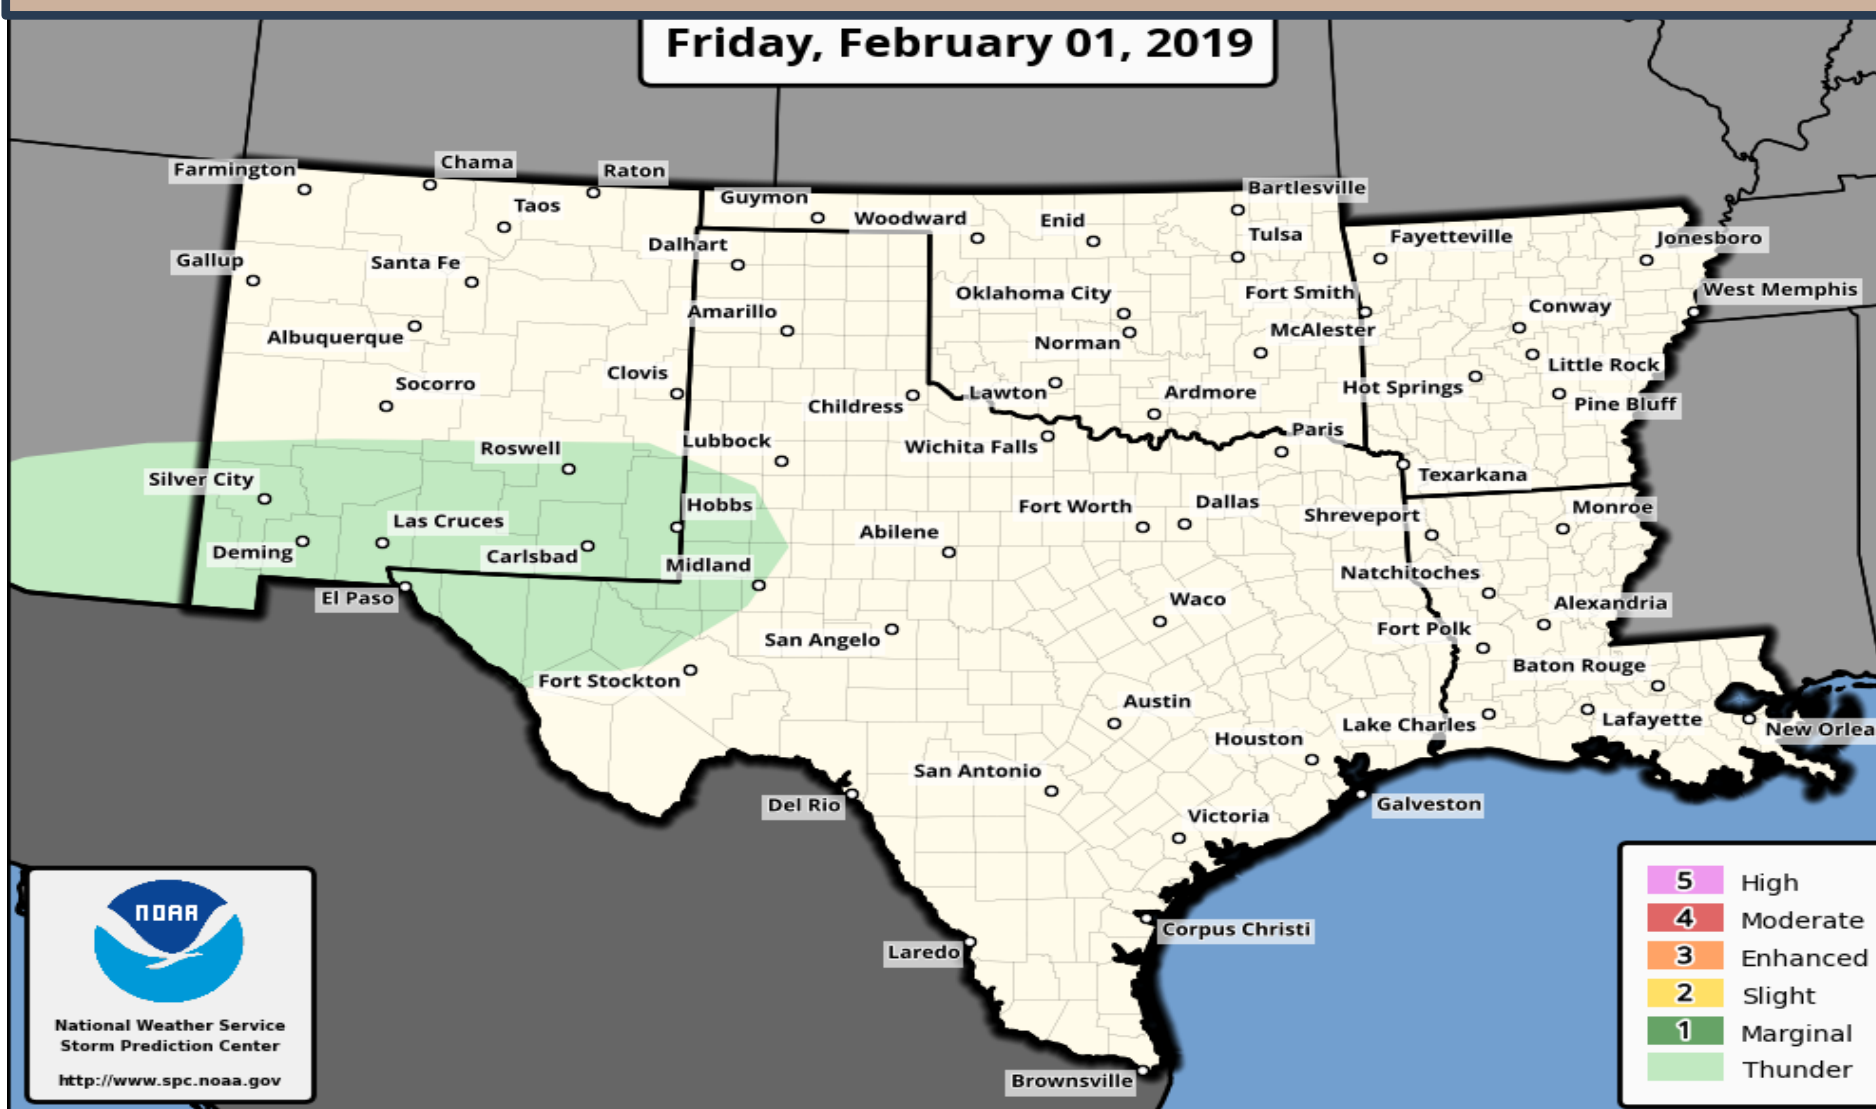 Friday, February 01, 2019
Farmington
Chama
Raton
Taos
Guymon
Woodward
Enid
Bartlesville
Tulsa
Fayetteville
Jonesboro
Gallup
Santa Fe
Dalhart
Oklahoma City
Fort Smith
West Memphis
Albuquerque
Amarillo
Norman
McAlester
Conway
Little Rock
Socorro
Clovis
Childress
Lawton
Ardmore
Hot Springs
Pine Bluff
Roswell
Lubbock
Wichita Falls
Paris
Texarkana
Silver City
Las Cruces
Hobbs
Abilene
Fort Worth
Dallas
Shreveport
Monroe
Deming
Carlsbad
Midland
Natchitoches
El Paso
Waco
Alexandria
San Angelo
Fort Polk
Fort Stockton
Baton Rouge
Austin
Lake Charles
Lafayette
New Orlea
Houston
San Antonio
Del Rio
Galveston
Victoria
Corpus Christi
Laredo
Brownsville
NOAA
National Weather Service
Storm Prediction Center
http://www.spc.noaa.gov
5 High
4 Moderate
3 Enhanced
2 Slight
1 Marginal
Thunder